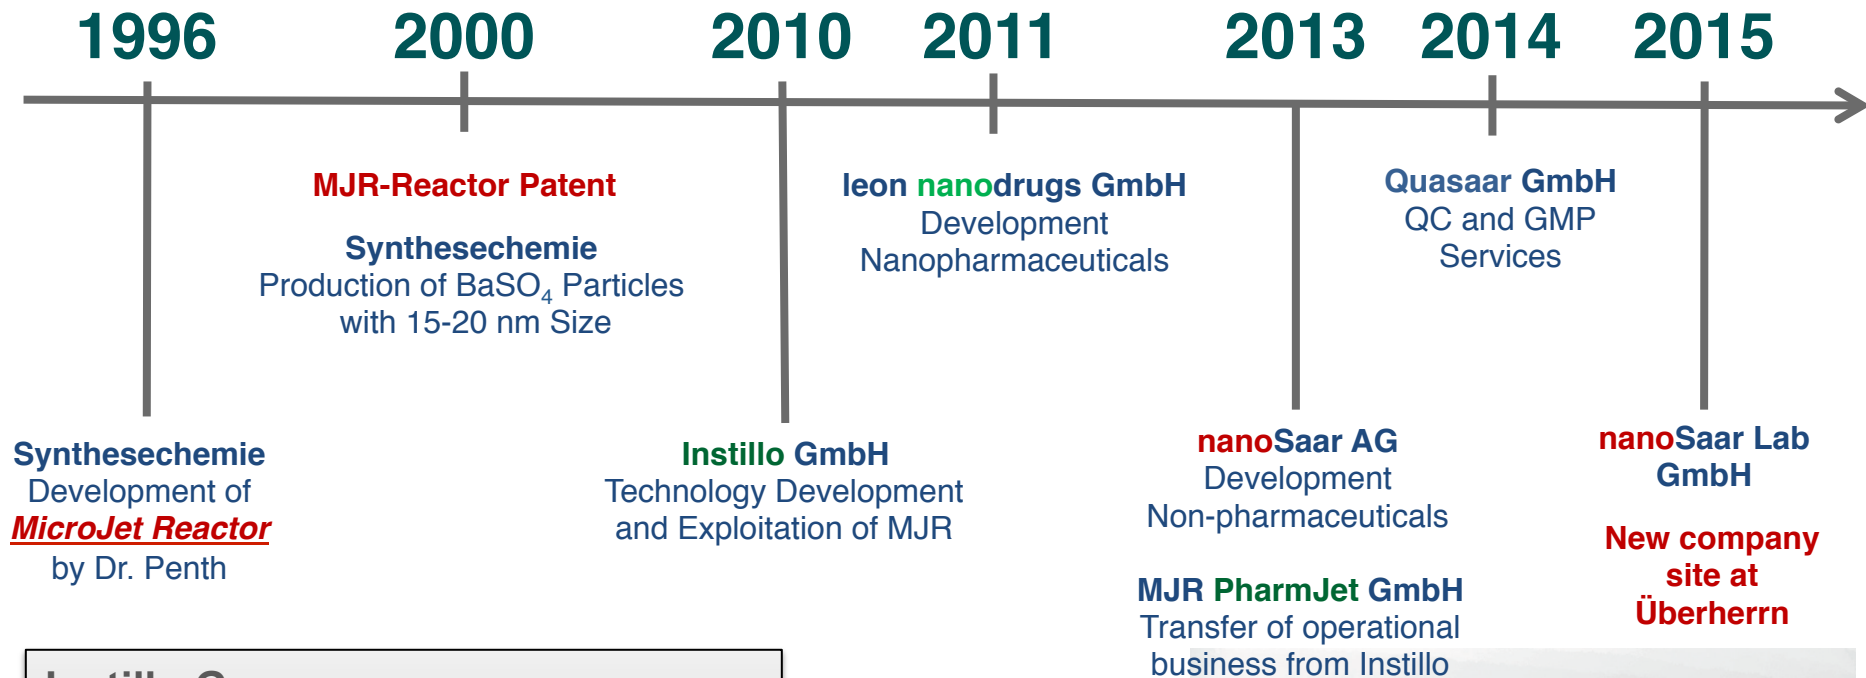 1996
2000
2010
2011
2013
2014
2015
MJR-Reactor Patent
Synthesechemie
Production of BaSO₄ Particles
with 15-20 nm Size
leon nanodrugs GmbH
Development
Nanopharmaceuticals
Quasaar GmbH
QC and GMP
Services
Synthesechemie
Development of
MicroJet Reactor
by Dr. Penth
Instillo GmbH
Technology Development
and Exploitation of MJR
nanoSaar AG
Development
Non-pharmaceuticals
MJR PharmJet GmbH
Transfer of operational
business from Instillo
nanoSaar Lab
GmbH
New company
site at
Überherrn